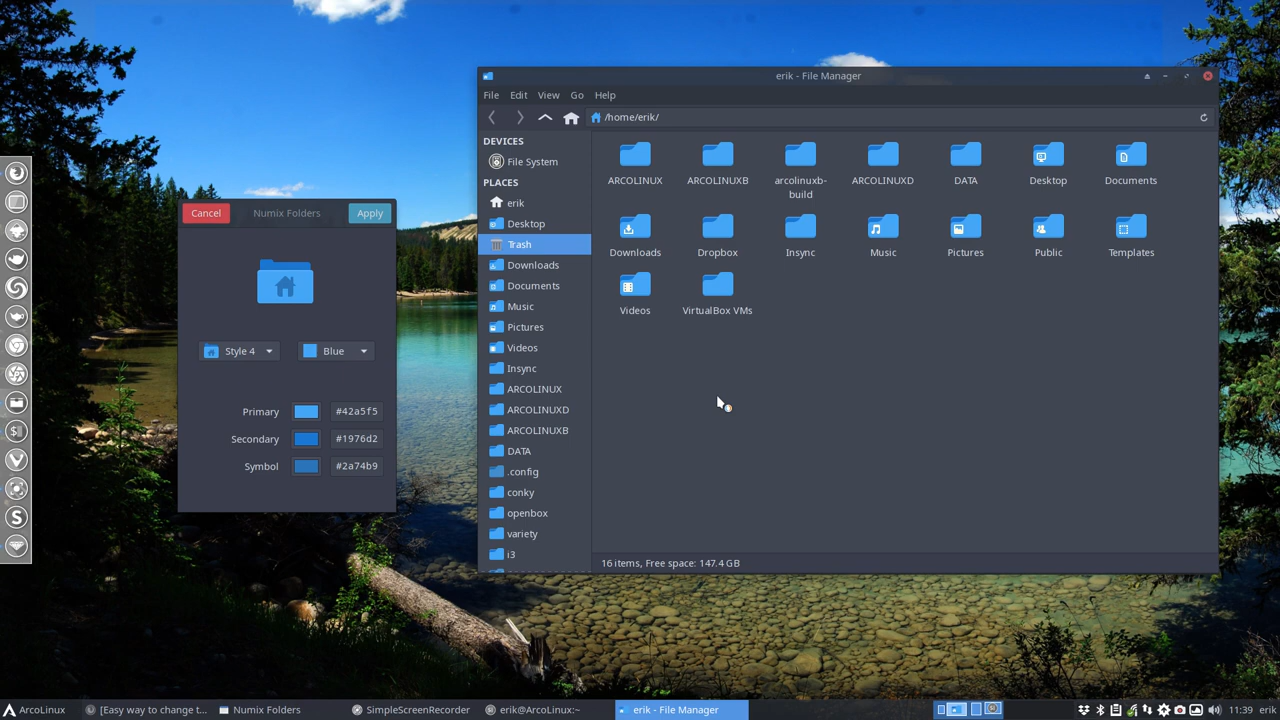 erik - File Manager
File Edit View Go Help
/home/erik/
DEVICES
File System
PLACES
erik
Desktop
Trash
Downloads
Documents
Music
Pictures
Videos
Insync
ARCOLINUX
ARCOLINUXD
ARCOLINUXB
DATA
.config
conky
openbox
variety
i3
ARCOLINUX ARCOLINUXB arcolinuxb-build ARCOLINUXD DATA Desktop Documents
Downloads Dropbox Insync Music Pictures Public Templates
Videos VirtualBox VMs
16 items, Free space: 147.4 GB
Cancel Numix Folders Apply
Style 4 Blue
Primary #42a5f5
Secondary #1976d2
Symbol #2a74b9
ArcoLinux [Easy way to change t... Numix Folders SimpleScreenRecorder erik@ArcoLinux:~ erik - File Manager 11:39 erik